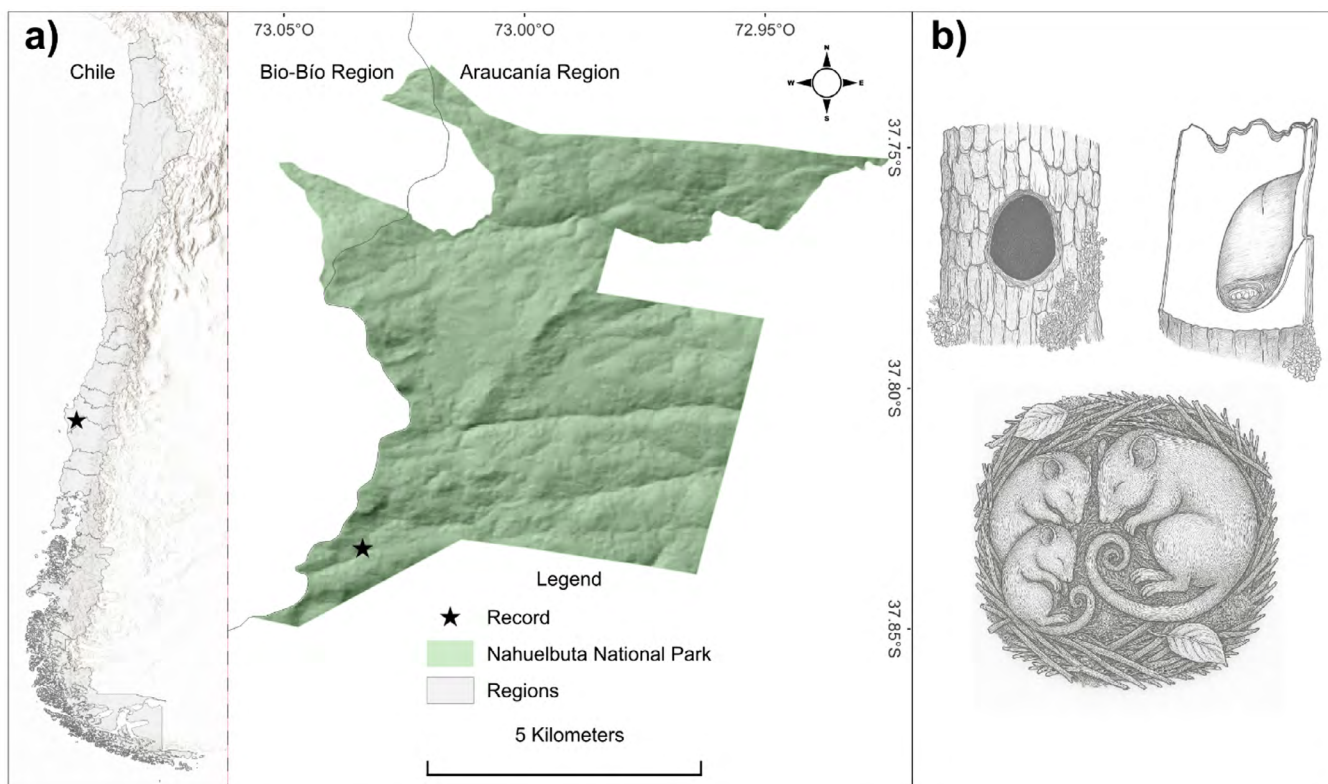 a)
Chile
73.05°O
73.00°O
72.95°O
Bio-Bío Region
Araucanía Region
N
W
E
S
37.75°S
37.80°S
37.85°S
Legend
Record
Nahuelbuta National Park
Regions
5 Kilometers
b)